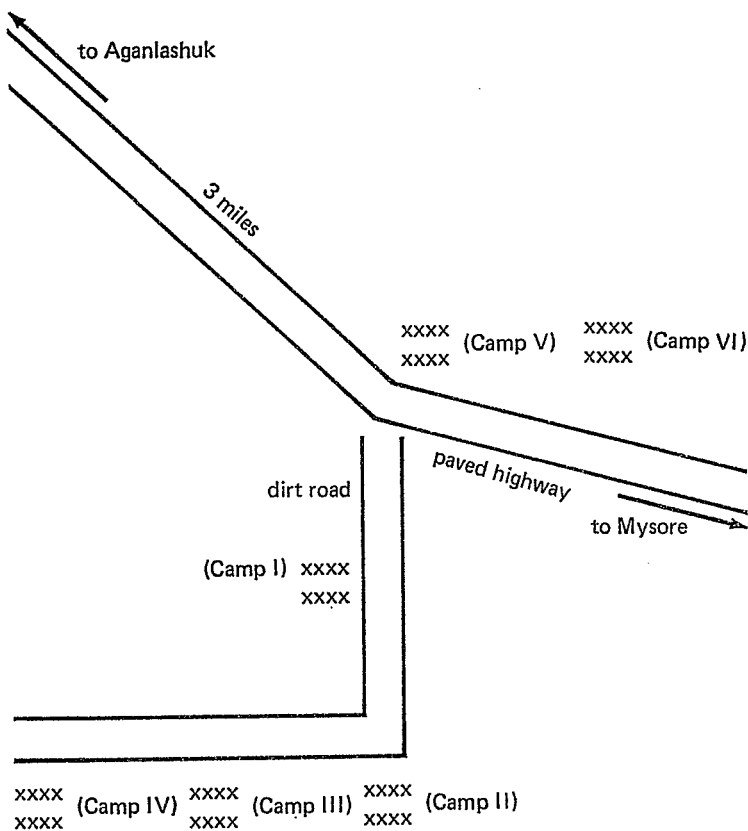 to Aganlashuk
3 miles
xxxx (Camp V) xxxx (Camp VI)
xxxx xxxx
paved highway
dirt road
to Mysore
(Camp I) xxxx
xxxx
xxxx (Camp IV) xxxx (Camp III) xxxx (Camp II)
xxxx xxxx xxxx